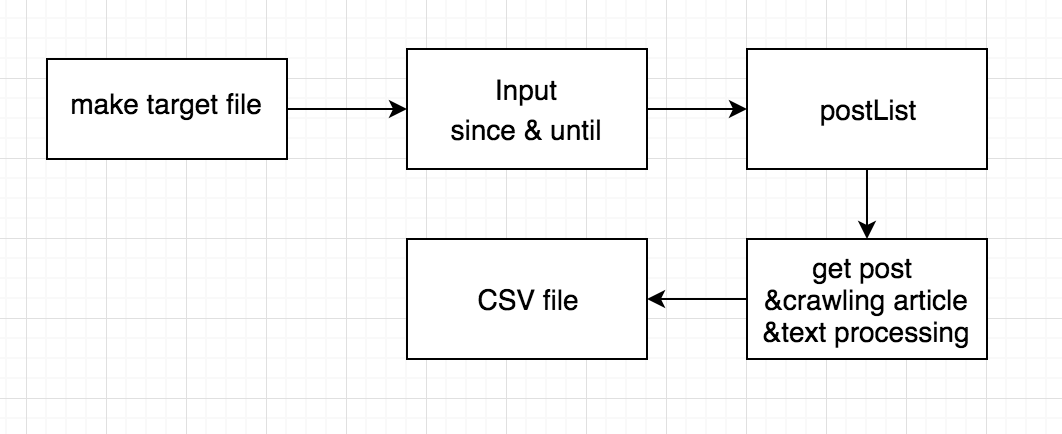 make target file
Input
since & until
postList
get post
&crawling article
&text processing
CSV file